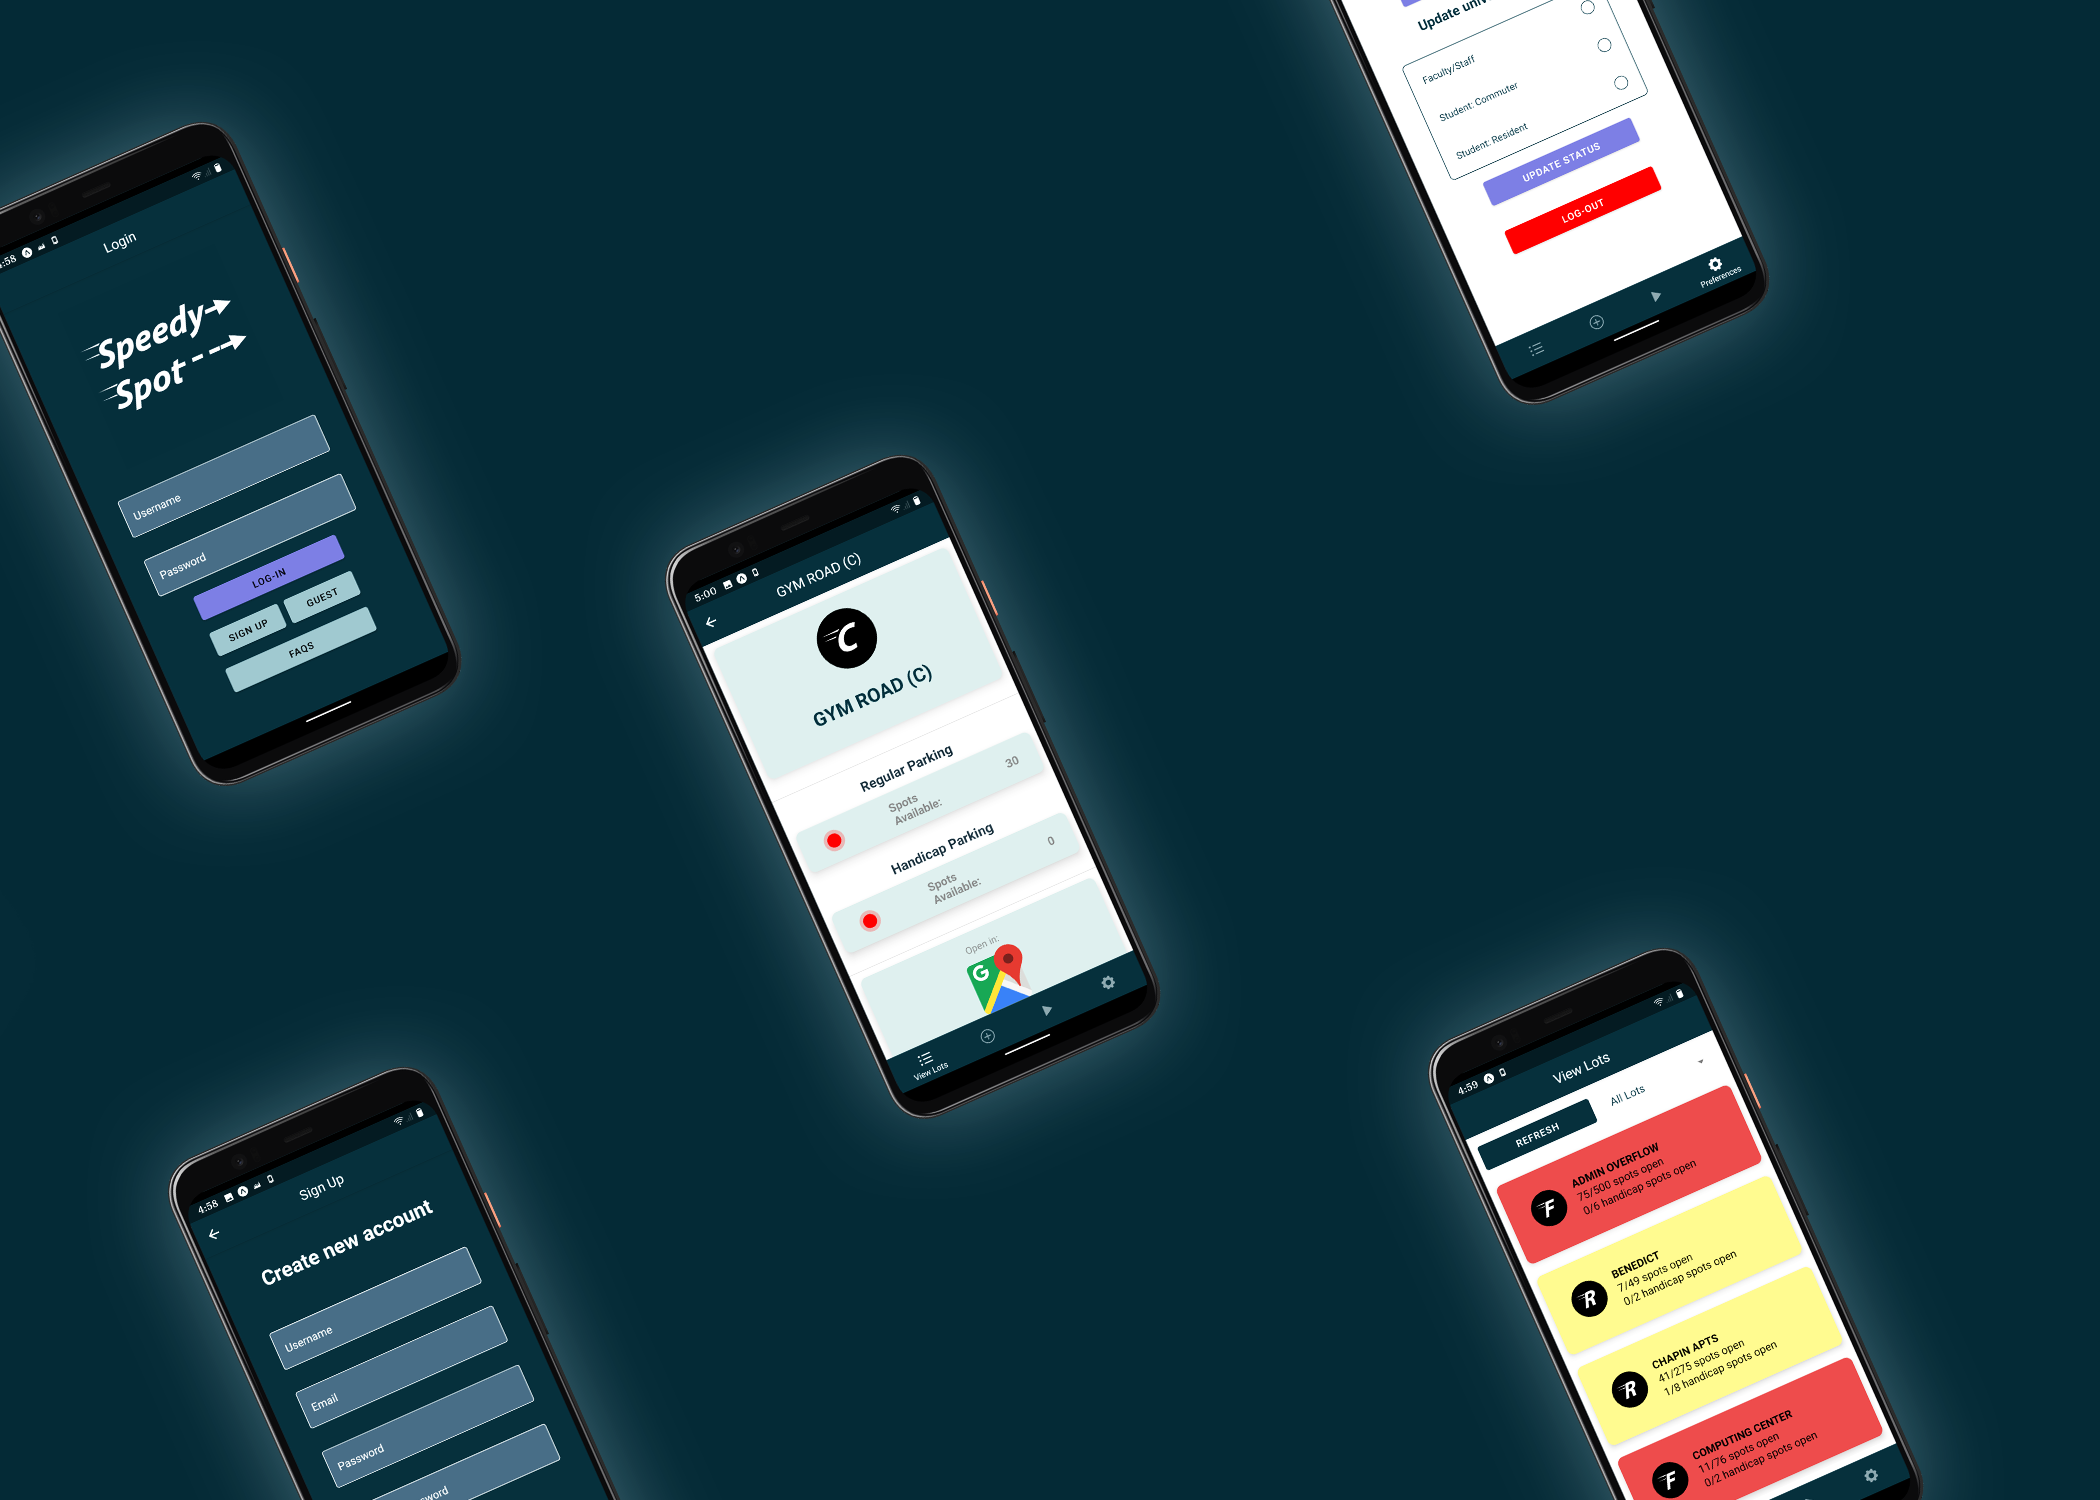 :58
Login
Speedy
Spot
Username
Password
LOG-IN
SIGN UP
GUEST
FAQS
Update
Faculty/Staff
Student: Commuter
Student: Resident
UPDATE STATUS
LOG-OUT
Preferences
5:00
GYM ROAD (C)
C
GYM ROAD (C)
Regular Parking
Spots
Available:
30
Handicap Parking
Spots
Available:
0
Open in:
G
View Lots
4:58
Sign Up
Create new account
Username
Email
Password
4:59
View Lots
REFRESH
All Lots
F
ADMIN OVERFLOW
75/500 spots open
0/6 handicap spots open
R
BENEDICT
7/49 spots open
0/2 handicap spots open
R
CHAPIN APTS
41/275 spots open
1/8 handicap spots open
F
COMPUTING CENTER
11/76 spots open
0/2 handicap spots open